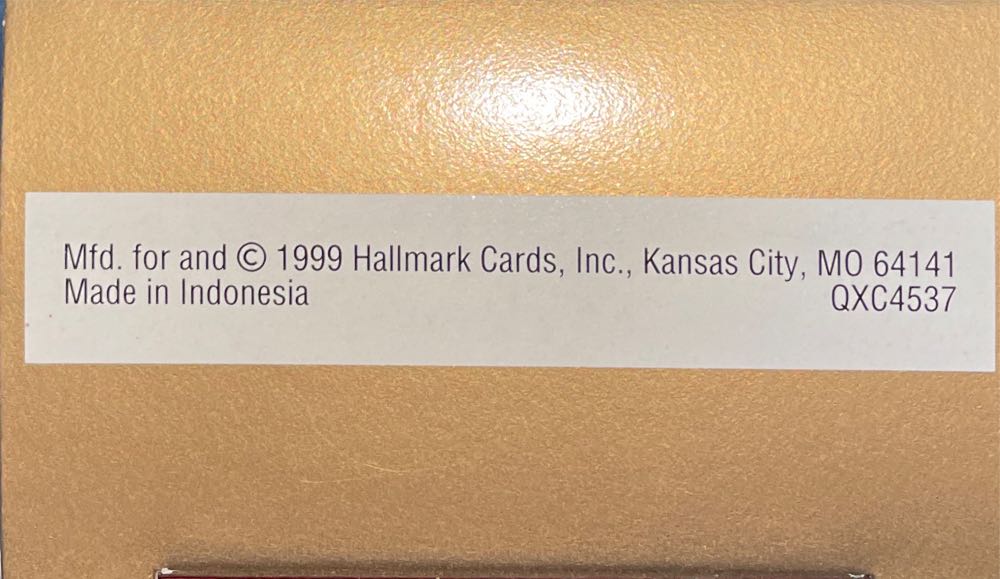 Mfd. for and © 1999 Hallmark Cards, Inc., Kansas City, MO 64141
Made in Indonesia QXC4537